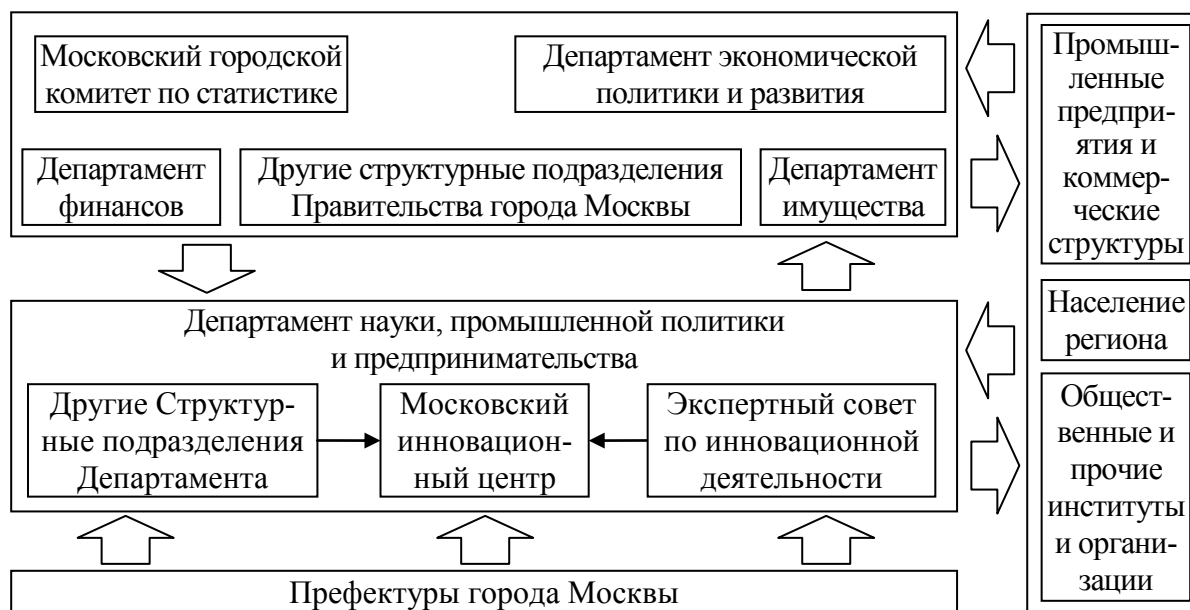 Московский городской
комитет по статистике
Департамент экономической
политики и развития
Департамент
финансов
Другие структурные подразделения
Правительства города Москвы
Департамент
имущества
Департамент науки, промышленной политики
и предпринимательства
Другие Структур-
ные подразделения
Департамента
Московский
инновацион-
ный центр
Экспертный совет
по инновационной
деятельности
Префектуры города Москвы
Промыш-
ленные
предпри-
ятия и
коммер-
ческие
структуры
Население
региона
Общест-
венные и
прочие
институты
и органи-
зации